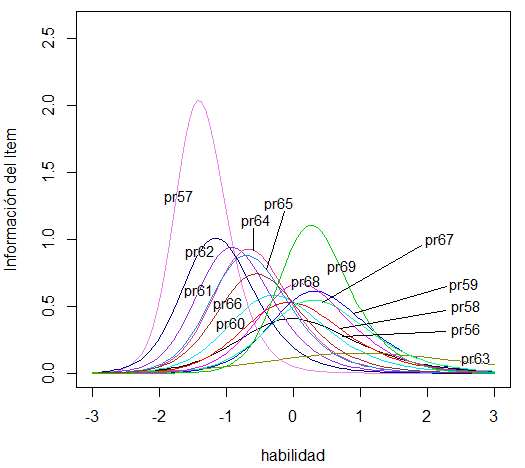 2.5
2.0
1.5
1.0
0.5
0.0
Información del Item
pr57
pr65
pr64
pr62
pr67
pr69
pr68
pr59
pr61
pr66
pr58
pr60
pr56
pr63
-3 -2 -1 0 1 2 3
habilidad